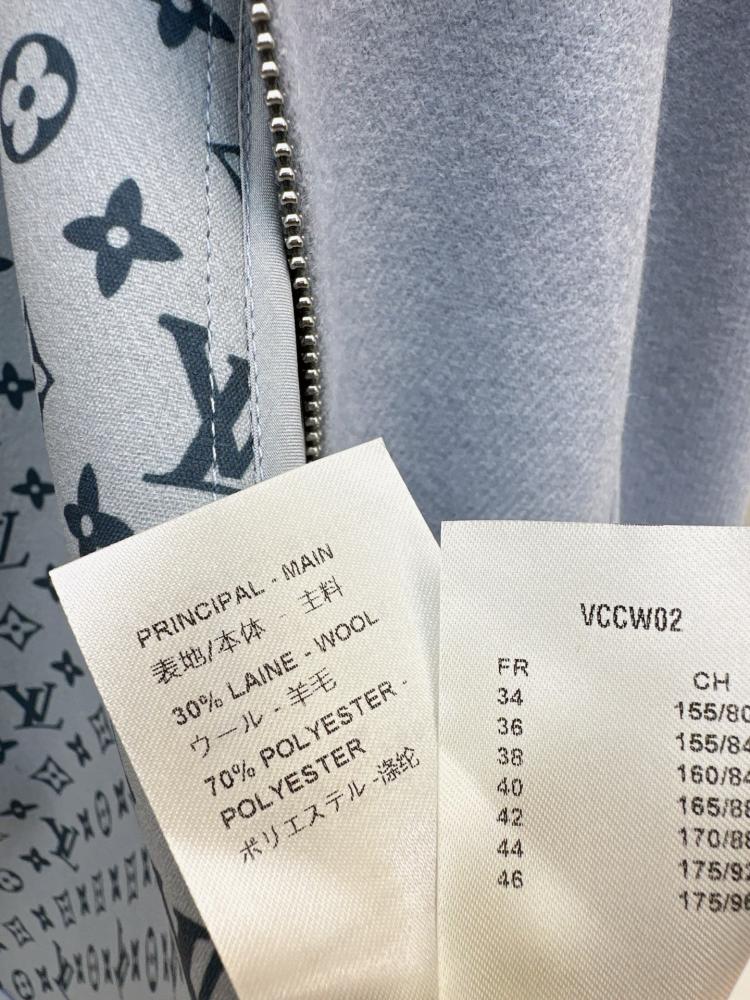 PRINCIPAL - MAIN
表地/本体 - 主料
30% LAINE - WOOL
ウール - 羊毛
70% POLYESTER -
POLYESTER
ポリエステル -涤纶
VCCW02
FR CH
34 155/80
36 155/84
38 160/84
40 165/88
42 170/88
44 175/92
46 175/96
LV